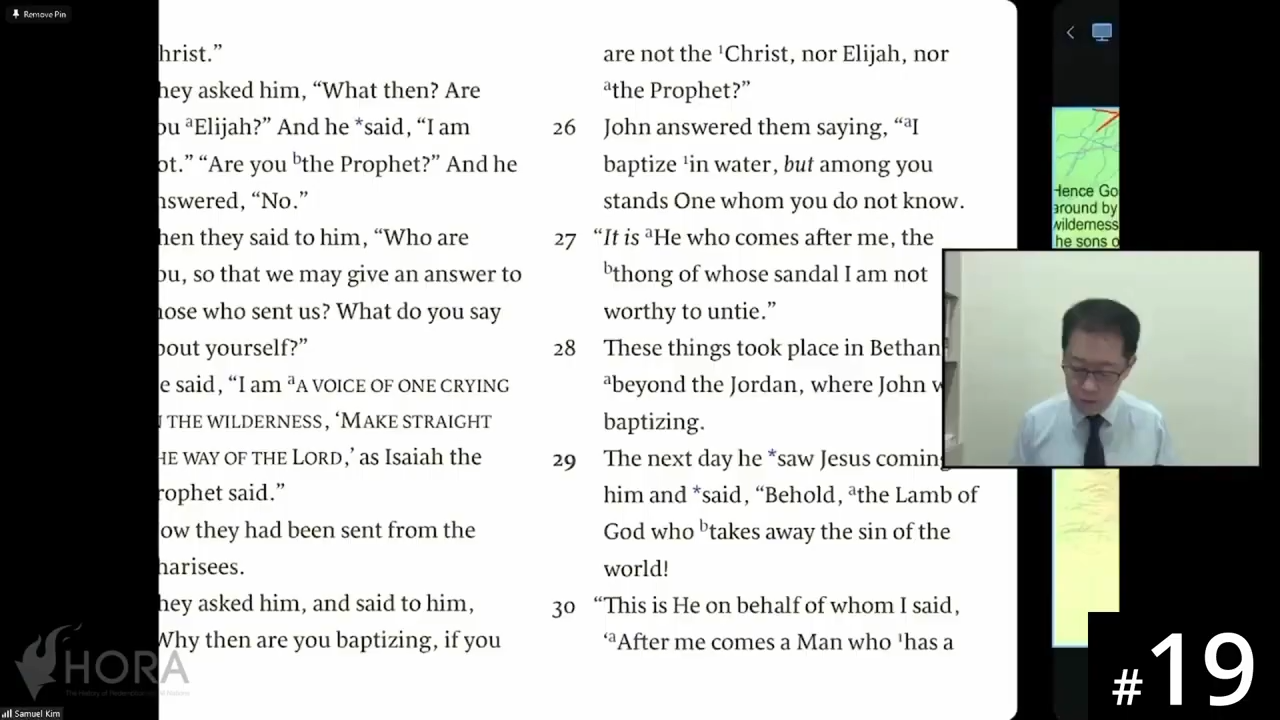 Remove Pin
hrist.”
hey asked him, “What then? Are
ou ᵃElijah?” And he *said, “I am
ot.” “Are you ᵇthe Prophet?” And he
nswered, “No.”
hen they said to him, “Who are
ou, so that we may give an answer to
hose who sent us? What do you say
bout yourself?”
e said, “I am ᵃA VOICE OF ONE CRYING
N THE WILDERNESS, ‘MAKE STRAIGHT
HE WAY OF THE LORD,’ as Isaiah the
rophet said.”
ow they had been sent from the
harisees.
hey asked him, and said to him,
Why then are you baptizing, if you
are not the ¹Christ, nor Elijah, nor
ᵃthe Prophet?”
26 John answered them saying, “ᵃI
baptize ¹in water, but among you
stands One whom you do not know.
27 “It is ᵃHe who comes after me, the
ᵇthong of whose sandal I am not
worthy to untie.”
28 These things took place in Bethan
ᵃbeyond the Jordan, where John w
baptizing.
29 The next day he *saw Jesus coming
him and *said, “Behold, ᵃthe Lamb of
God who ᵇtakes away the sin of the
world!
30 “This is He on behalf of whom I said,
‘ᵃAfter me comes a Man who ¹has a
Hence Go
around by
wilderness
he sons o
HORA
Samuel Kim
#19